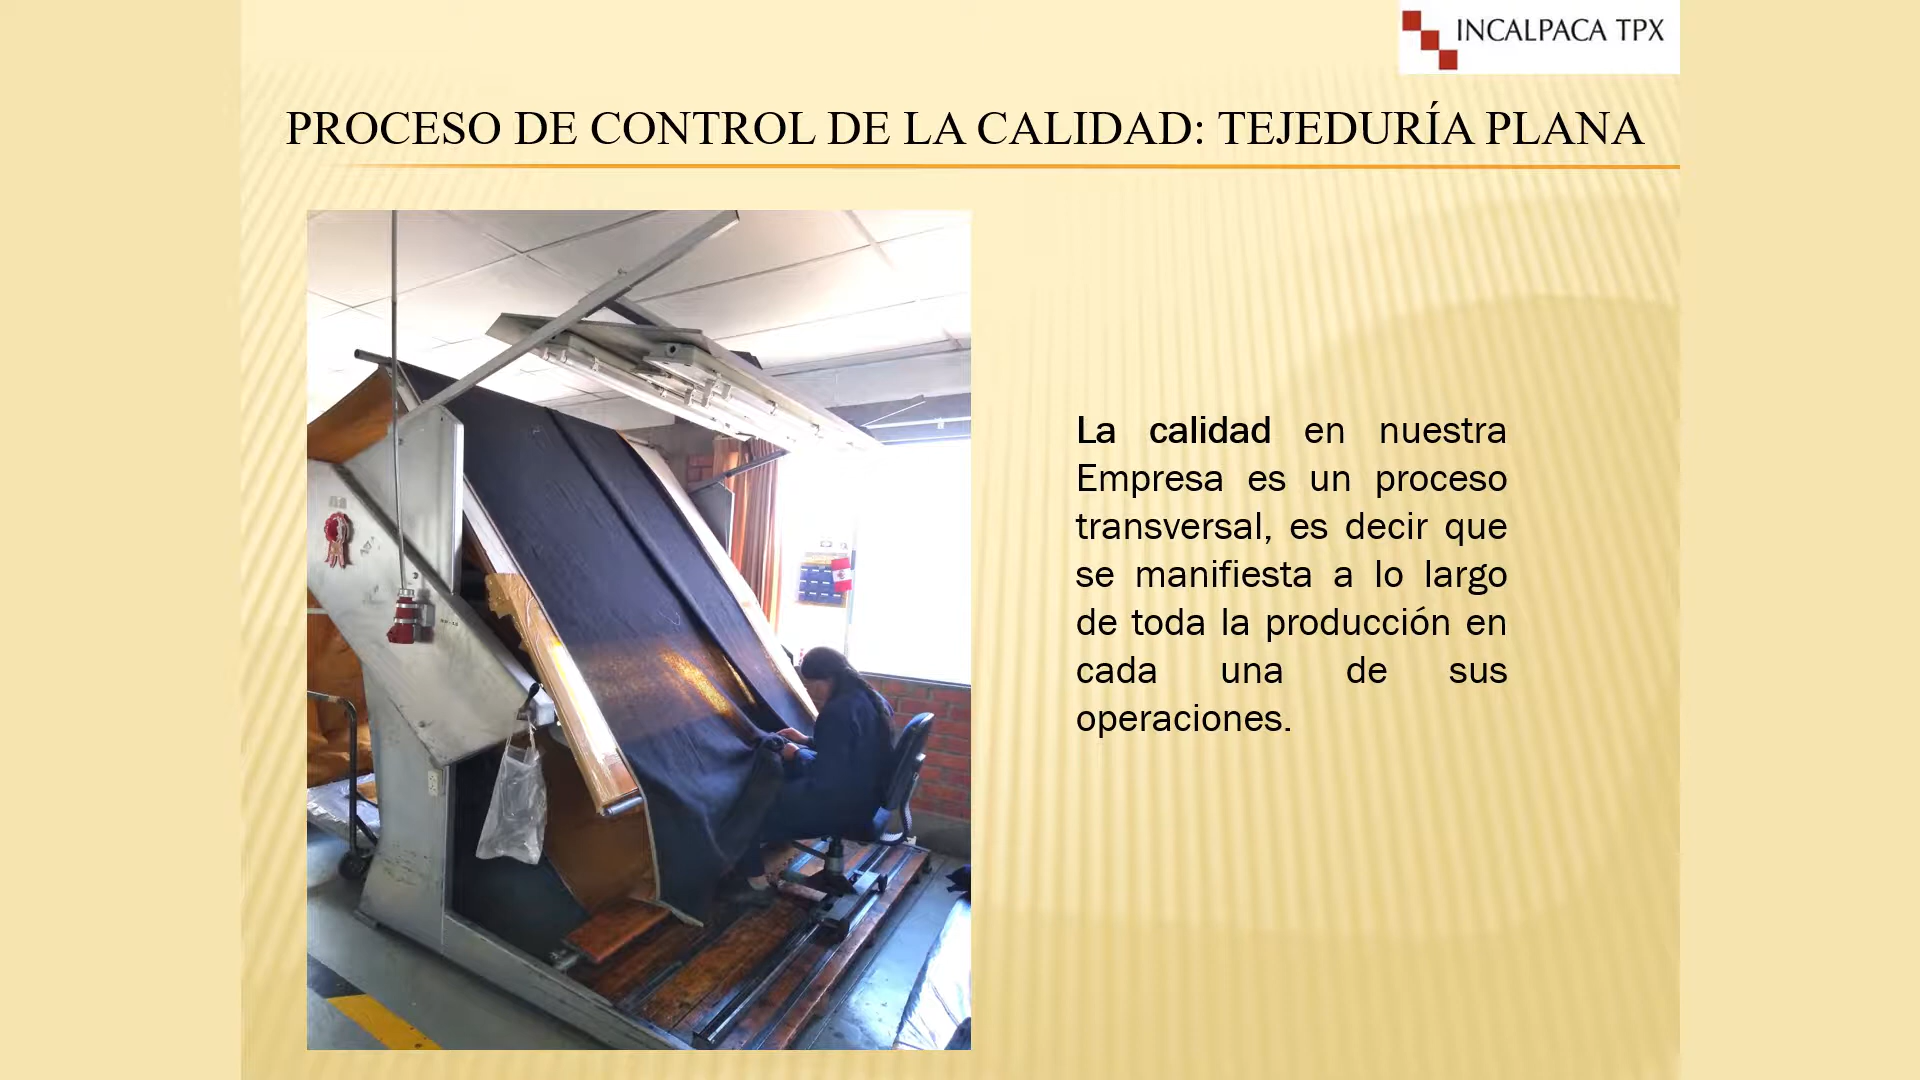 INCALPACA TPX
PROCESO DE CONTROL DE LA CALIDAD: TEJEDURÍA PLANA
La calidad en nuestra
Empresa es un proceso
transversal, es decir que
se manifiesta a lo largo
de toda la producción en
cada una de sus
operaciones.